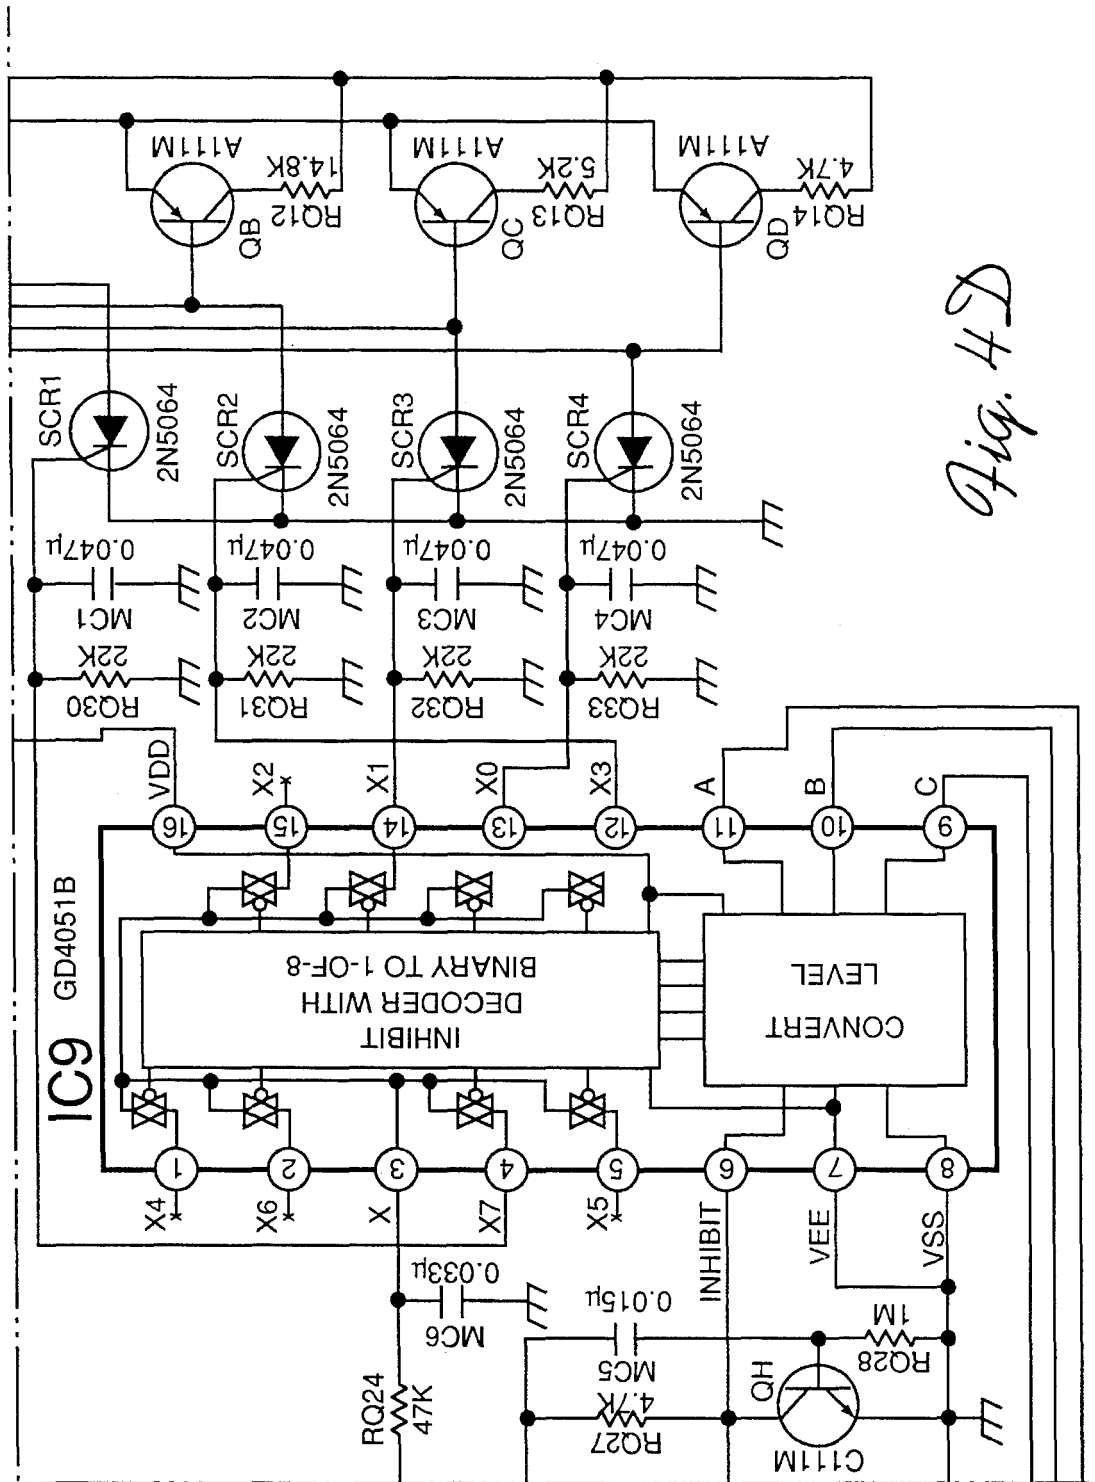 A111M
14.8K
RQ12
QB
A111M
5.2K
RQ13
QC
A111M
4.7K
RQ14
QD
SCR1
2N5064
SCR2
2N5064
SCR3
2N5064
SCR4
2N5064
Fig. 4D
0.047µ
MC1
0.047µ
MC2
0.047µ
MC3
0.047µ
MC4
22K
RQ30
22K
RQ31
22K
RQ32
22K
RQ33
VDD
X2
X1
X0
X3
A
B
C
16
15
14
13
12
11
10
9
IC9
GD4051B
BINARY TO 1-OF-8
DECODER WITH
INHIBIT
LEVEL
CONVERT
1
2
3
4
5
6
7
8
X4
X6
X
X7
X5
INHIBIT
VEE
VSS
0.033µ
MC6
0.015µ
MC5
1M
RQ28
RQ24
47K
4.7K
RQ27
QH
C111M